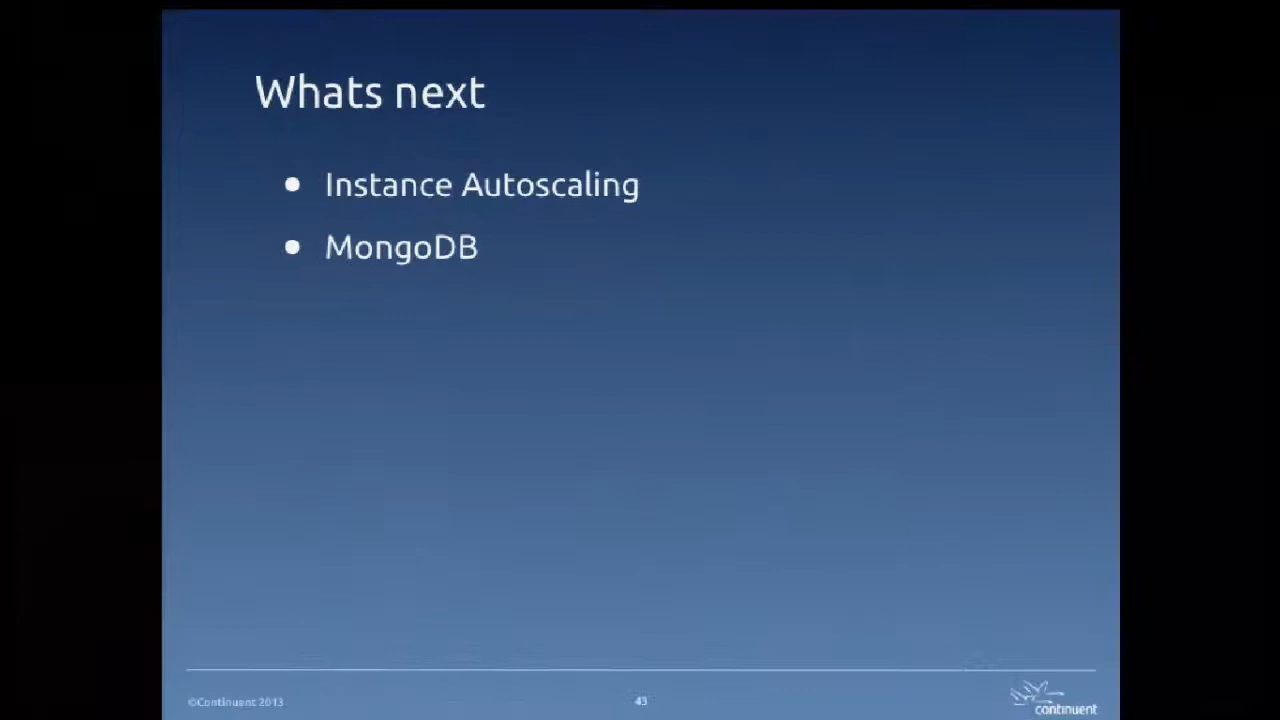 Whats next
Instance Autoscaling
MongoDB
©Continuent 2013
43
continuent